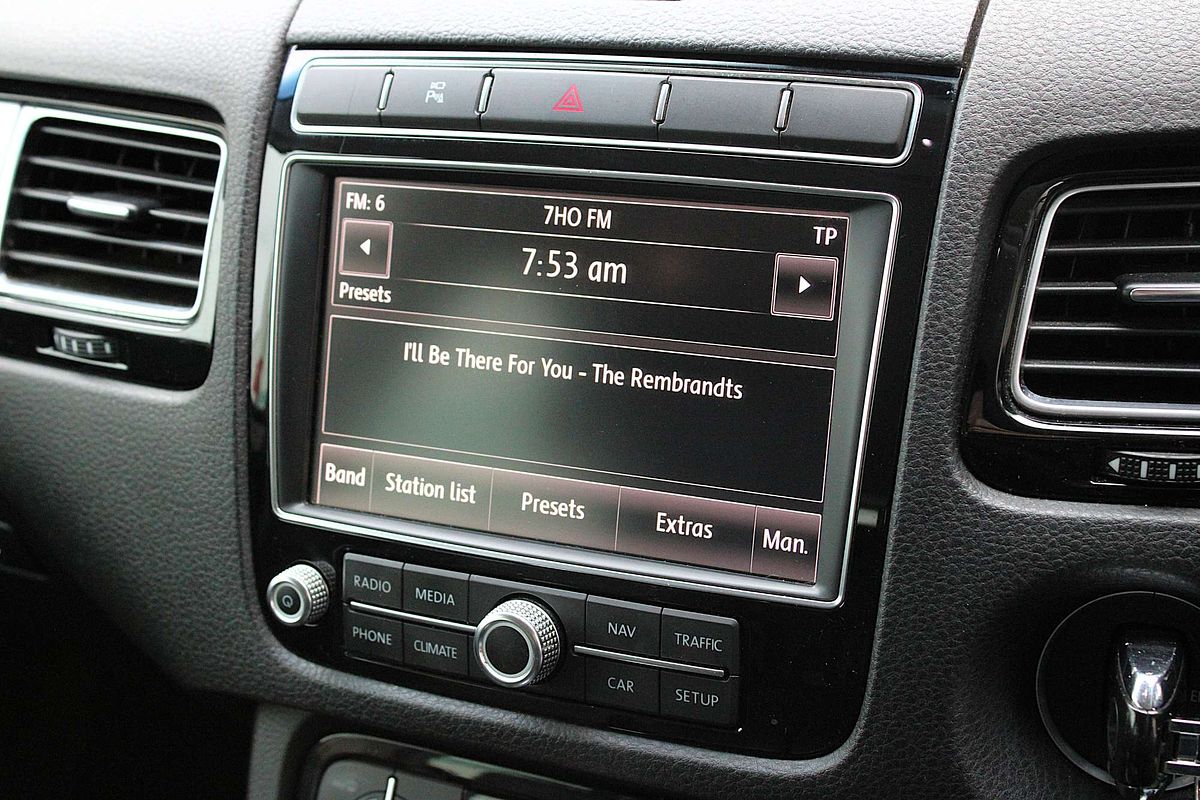 P
FM: 6
7HO FM
TP
7:53 am
Presets
I'll Be There For You - The Rembrandts
Band Station list Presets Extras Man.
RADIO MEDIA NAV TRAFFIC
PHONE CLIMATE CAR SETUP